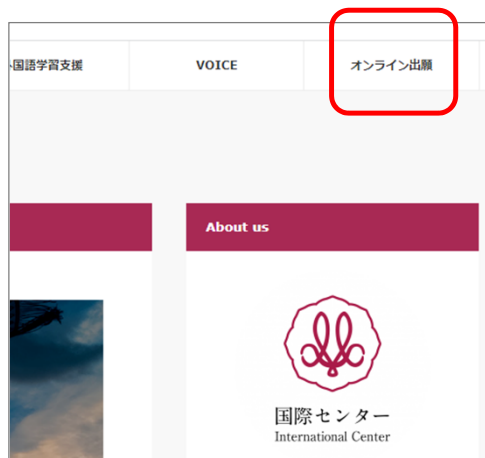 国語学習支援
VOICE
オンライン出願
About us
国際センター
International Center